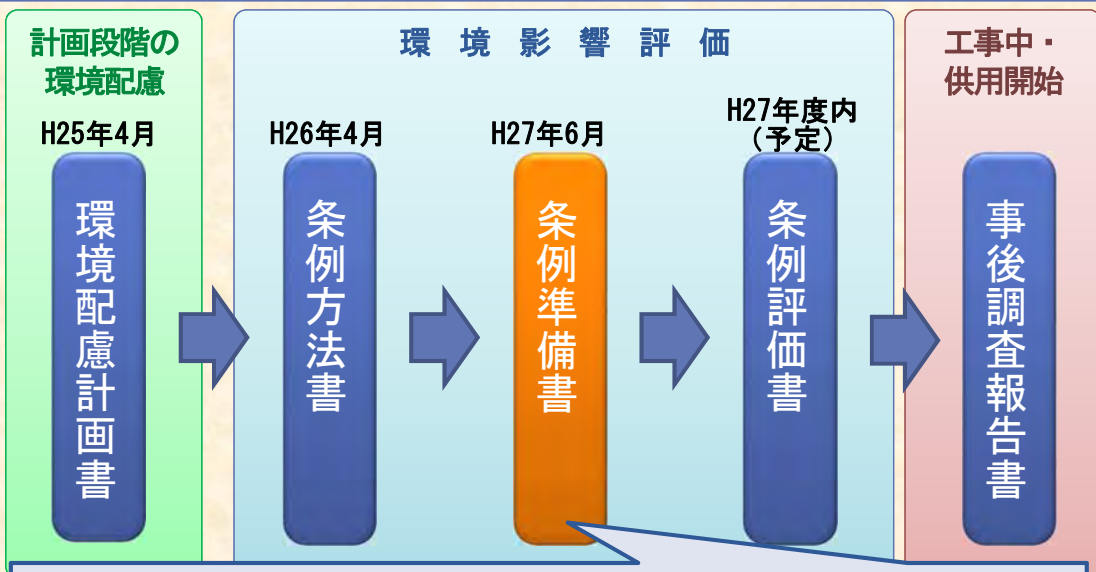 計画段階の
環境配慮
H25年4月
環境配慮計画書
環境影響評価
H26年4月
条例方法書
H27年6月
条例準備書
H27年度内
(予定)
条例評価書
工事中・
供用開始
事後調査報告書